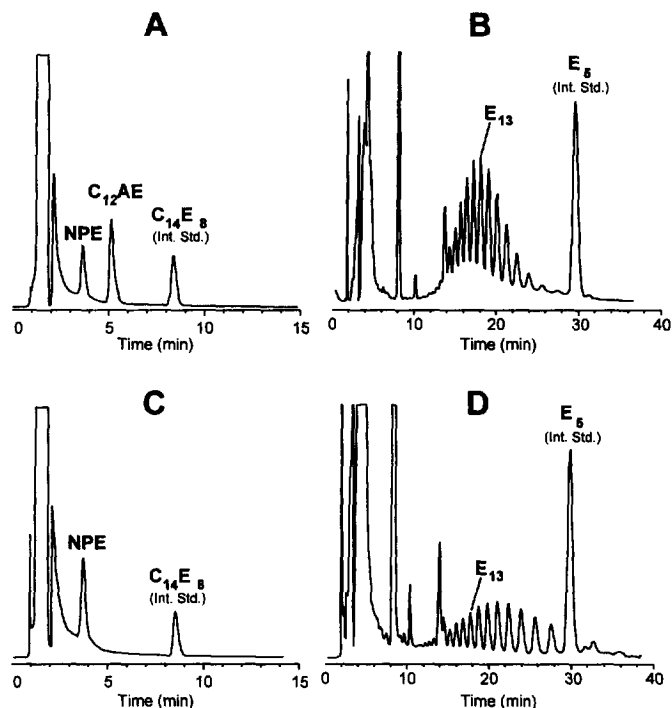 A
NPE
C₁₂AE
C₁₄E₈
(Int. Std.)
0 5 10 15
Time (min)
B
E₁₃
E₅
(Int. Std.)
0 10 20 30 40
Time (min)
C
NPE
C₁₄E₈
(Int. Std.)
0 5 10 15
Time (min)
D
E₁₃
E₅
(Int. Std.)
0 10 20 30 40
Time (min)